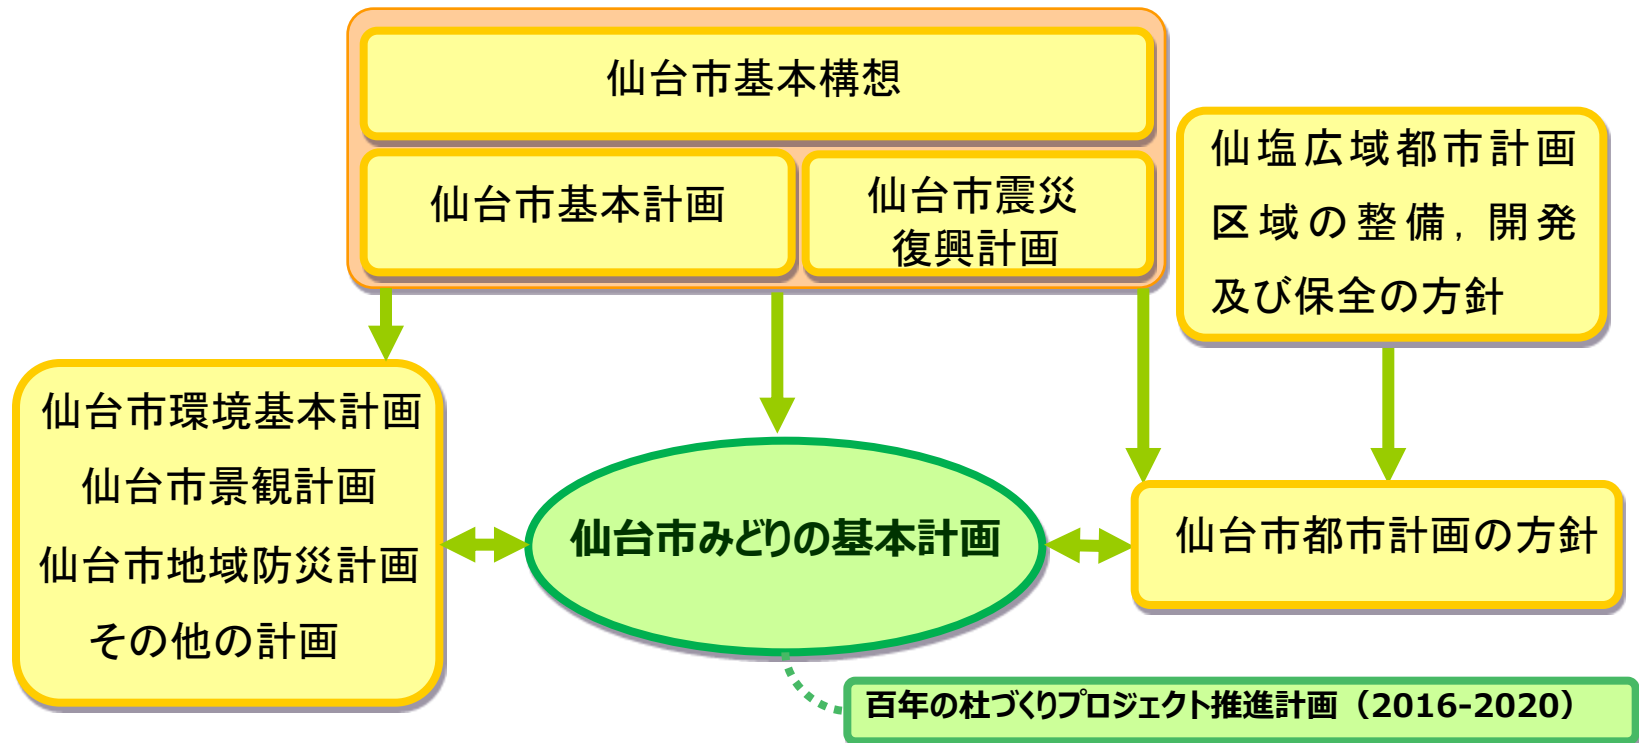 仙台市基本構想
仙台市基本計画
仙台市震災
復興計画
仙塩広域都市計画
区域の整備，開発
及び保全の方針
仙台市環境基本計画
仙台市景観計画
仙台市地域防災計画
その他の計画
仙台市みどりの基本計画
仙台市都市計画の方針
百年の杜づくりプロジェクト推進計画（2016-2020）